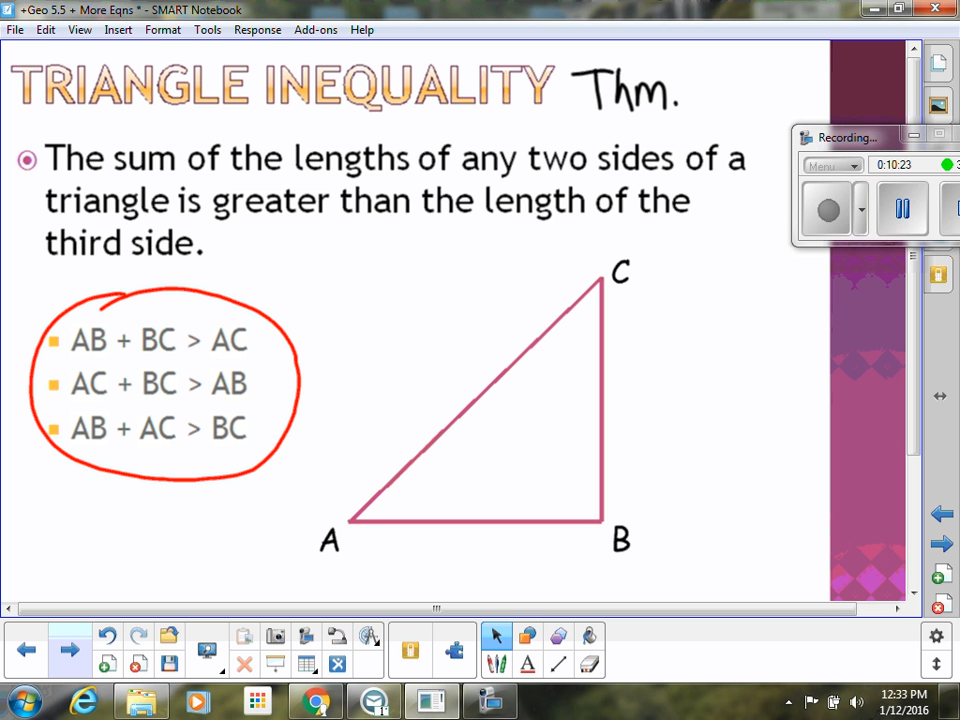 +Geo 5.5 + More Eqns * - SMART Notebook
File Edit View Insert Format Tools Response Add-ons Help
TRIANGLE INEQUALITY Thm.
Recording...
Menu 0:10:23
The sum of the lengths of any two sides of a
triangle is greater than the length of the
third side.
C
AB + BC > AC
AC + BC > AB
AB + AC > BC
A
B
12:33 PM
1/12/2016